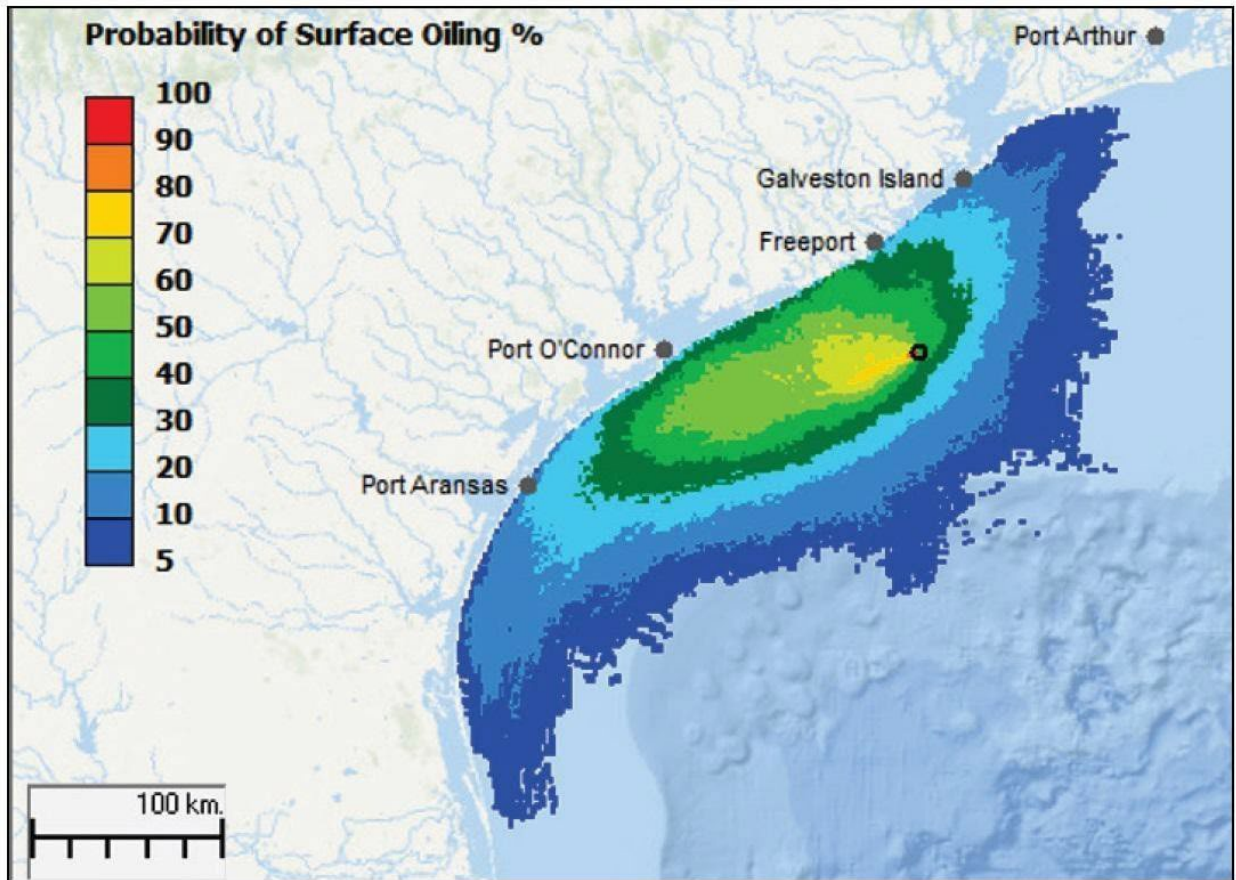 Probability of Surface Oiling %
100
90
80
70
60
50
40
30
20
10
5
Port Arthur
Galveston Island
Freeport
Port O'Connor
Port Aransas
100 km.